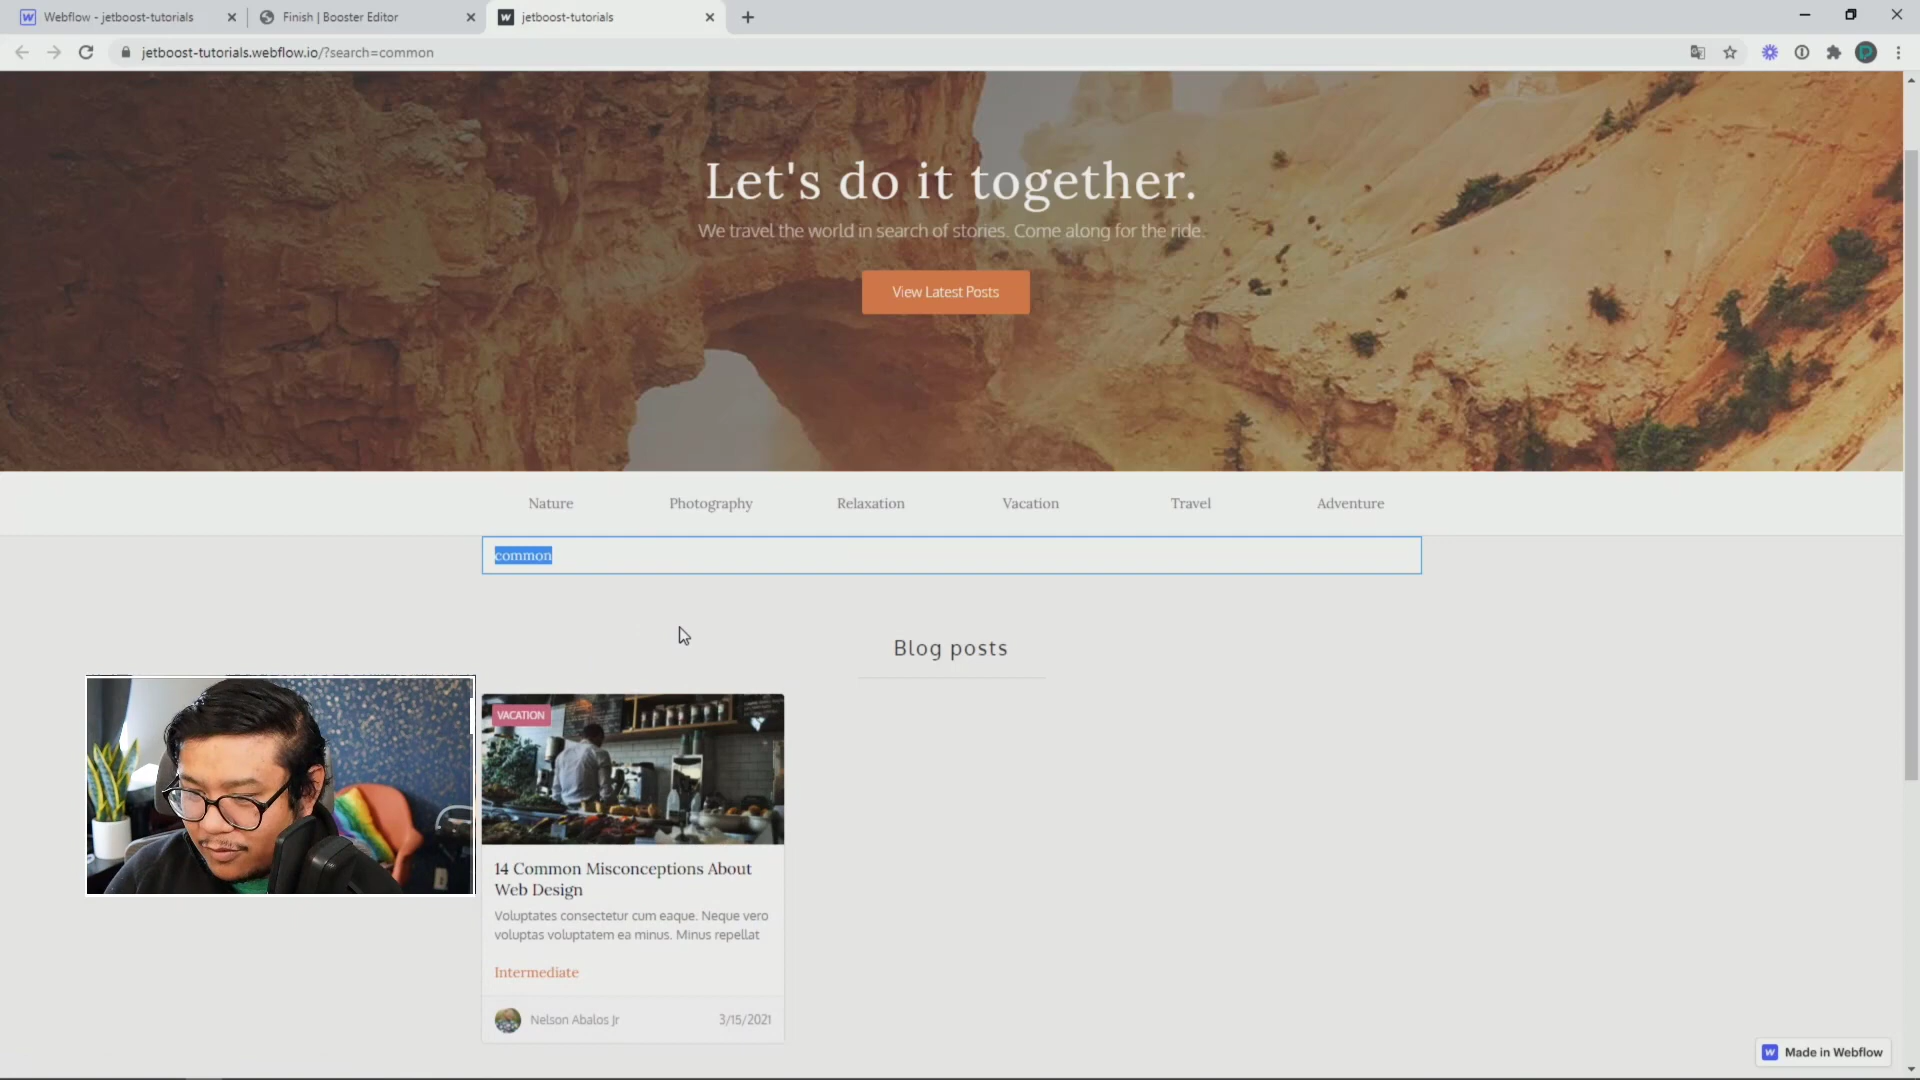 Webflow - jetboost-tutorials
Finish | Booster Editor
jetboost-tutorials
jetboost-tutorials.webflow.io/?search=common
Let's do it together.
We travel the world in search of stories. Come along for the ride.
View Latest Posts
Nature
Photography
Relaxation
Vacation
Travel
Adventure
common
Blog posts
VACATION
14 Common Misconceptions About
Web Design
Voluptates consectetur cum eaque. Neque vero
voluptas voluptatem ea minus. Minus repellat
Intermediate
Nelson Abalos Jr
3/15/2021
Made in Webflow